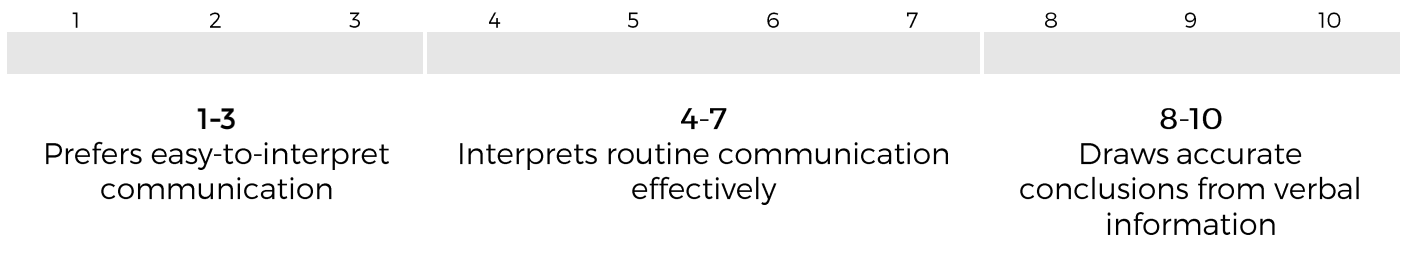 1 2 3 4 5 6 7 8 9 10
1-3
Prefers easy-to-interpret
communication
4-7
Interprets routine communication
effectively
8-10
Draws accurate
conclusions from verbal
information